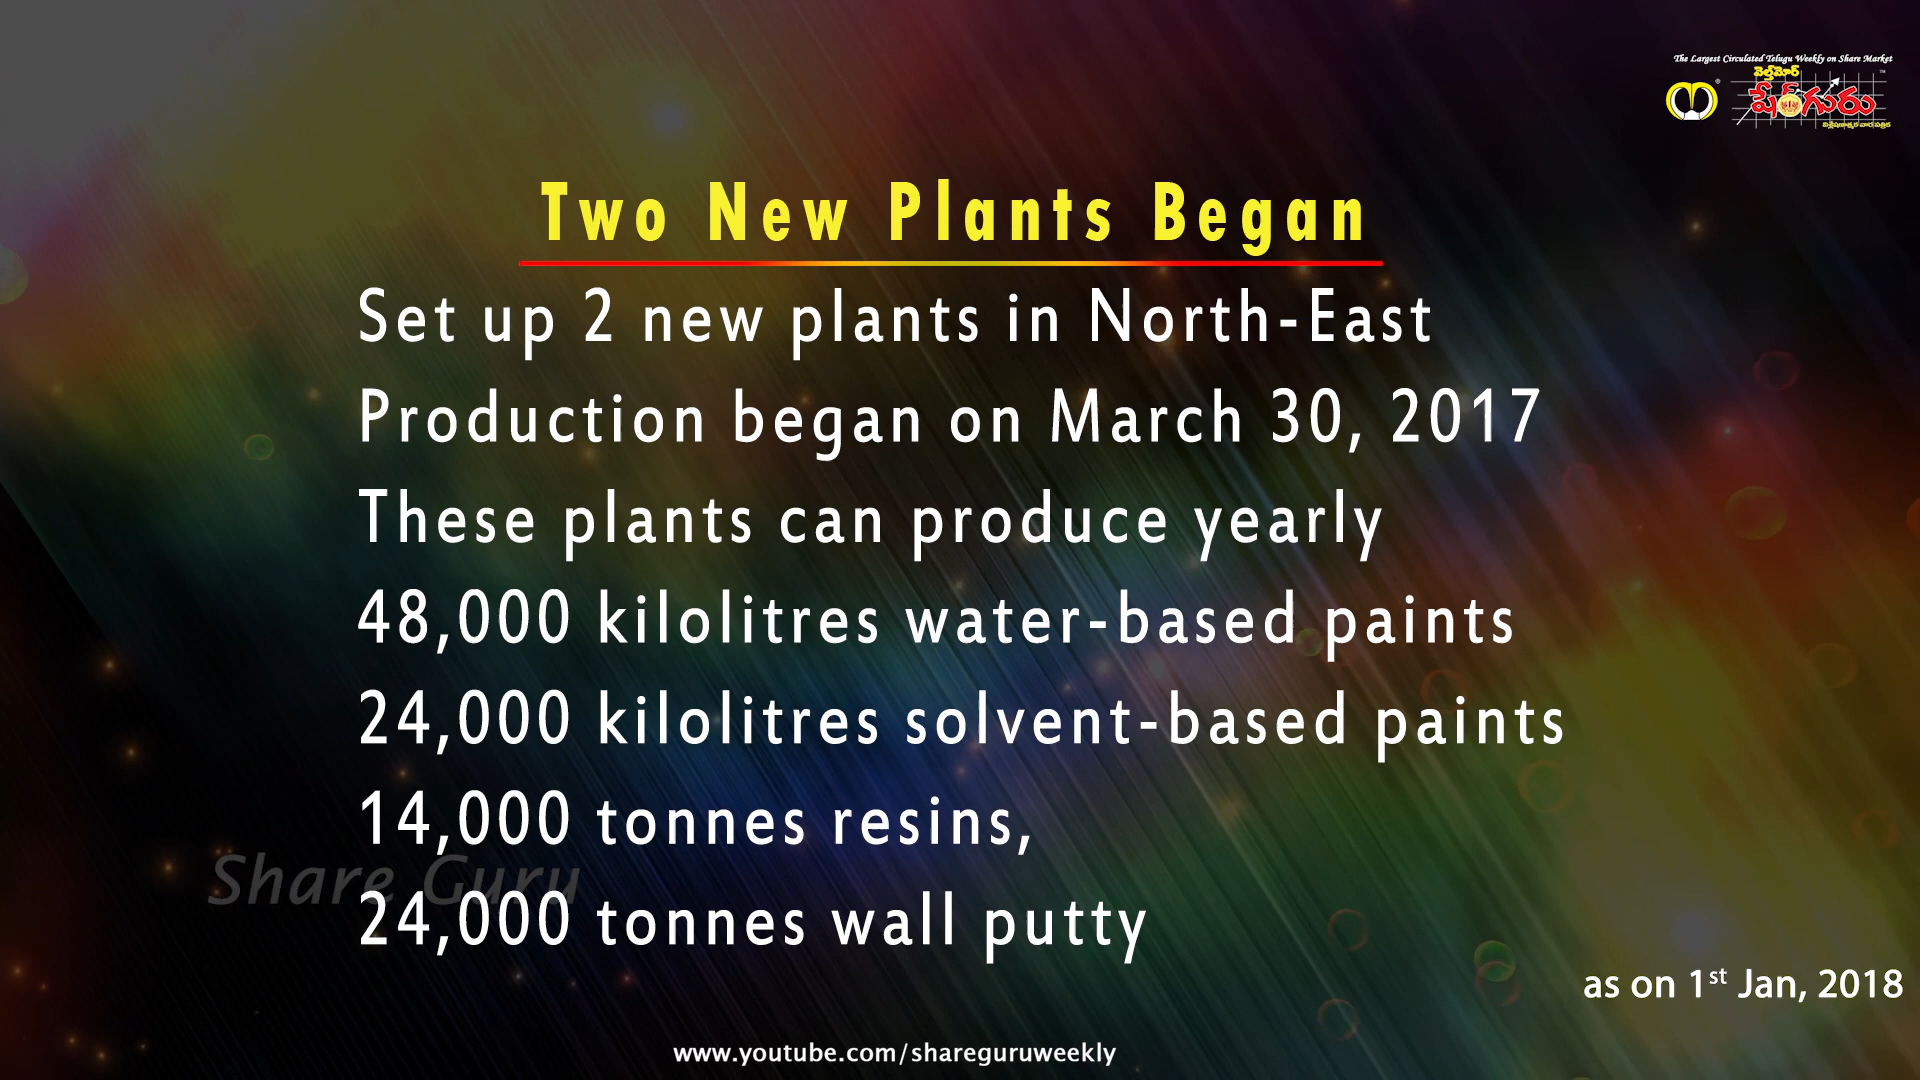 The Largest Circulated Telugu Weekly on Share Market
వెల్త్‌మోర్
షేర్ గురు
విశ్లేషణాత్మక వార పత్రిక
Two New Plants Began
Set up 2 new plants in North-East
Production began on March 30, 2017
These plants can produce yearly
48,000 kilolitres water-based paints
24,000 kilolitres solvent-based paints
14,000 tonnes resins,
Share Guru
24,000 tonnes wall putty
as on 1st Jan, 2018
www.youtube.com/shareguruweekly